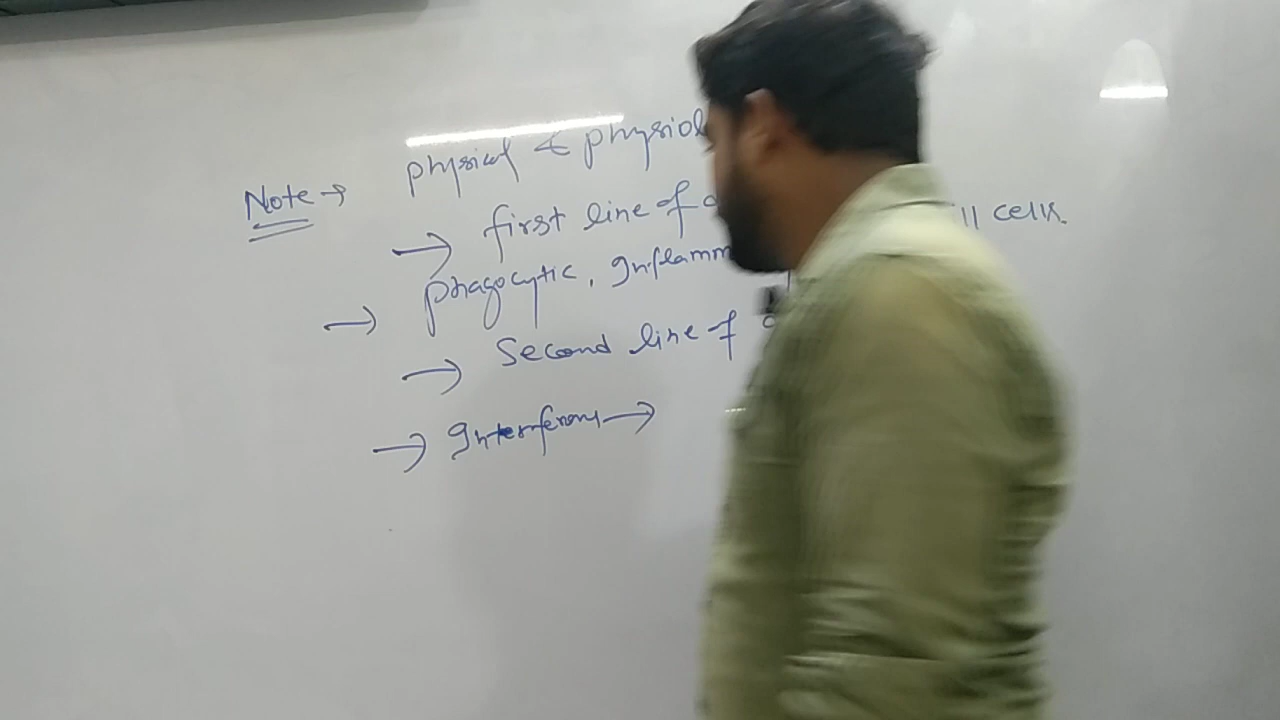 Note → physical & physiol
→ first line of
→ phagocytic, Inflamm ll cells.
→ Second line of
→ Interferons →